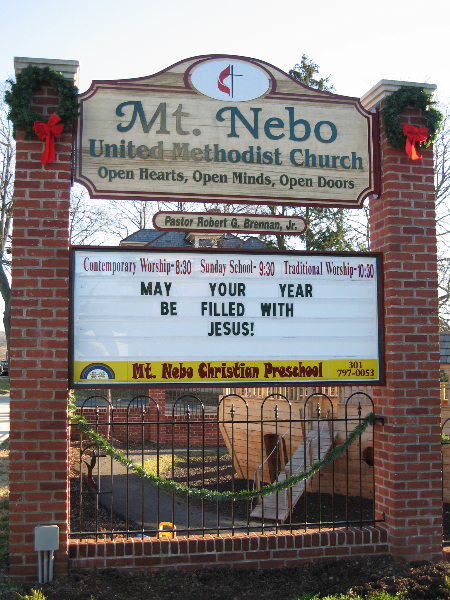 Mt. Nebo
United Methodist Church
Open Hearts, Open Minds, Open Doors
Pastor Robert G. Brennan, Jr.
Contemporary Worship-8:30 Sunday School-9:30 Traditional Worship-10:30
MAY YOUR YEAR
BE FILLED WITH
JESUS!
Mt. Nebo Christian Preschool 301 797-0053